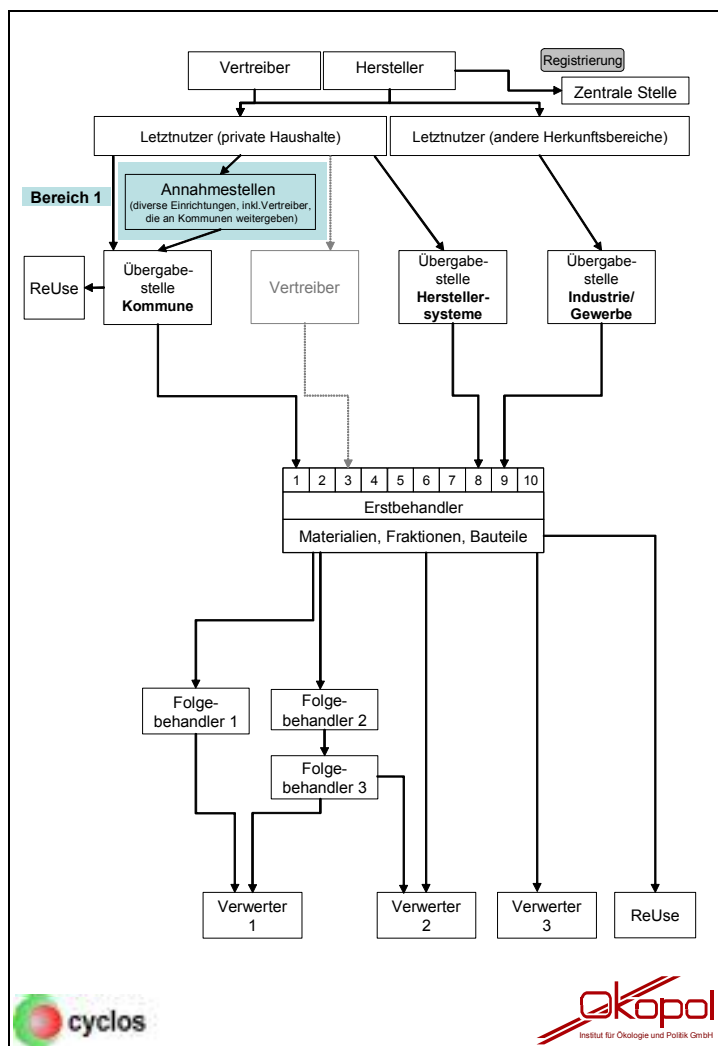 Vertreiber
Hersteller
Registrierung
Zentrale Stelle
Letztnutzer (private Haushalte)
Letztnutzer (andere Herkunftsbereiche)
Bereich 1
Annahmestellen
(diverse Einrichtungen, inkl.Vertreiber,
die an Kommunen weitergeben)
ReUse
Übergabe-
stelle
Kommune
Vertreiber
Übergabe-
stelle
Hersteller-
systeme
Übergabe-
stelle
Industrie/
Gewerbe
1 2 3 4 5 6 7 8 9 10
Erstbehandler
Materialien, Fraktionen, Bauteile
Folge-
behandler 1
Folge-
behandler 2
Folge-
behandler 3
Verwerter
1
Verwerter
2
Verwerter
3
ReUse
cyclos
Ökopol
Institut für Ökologie und Politik GmbH